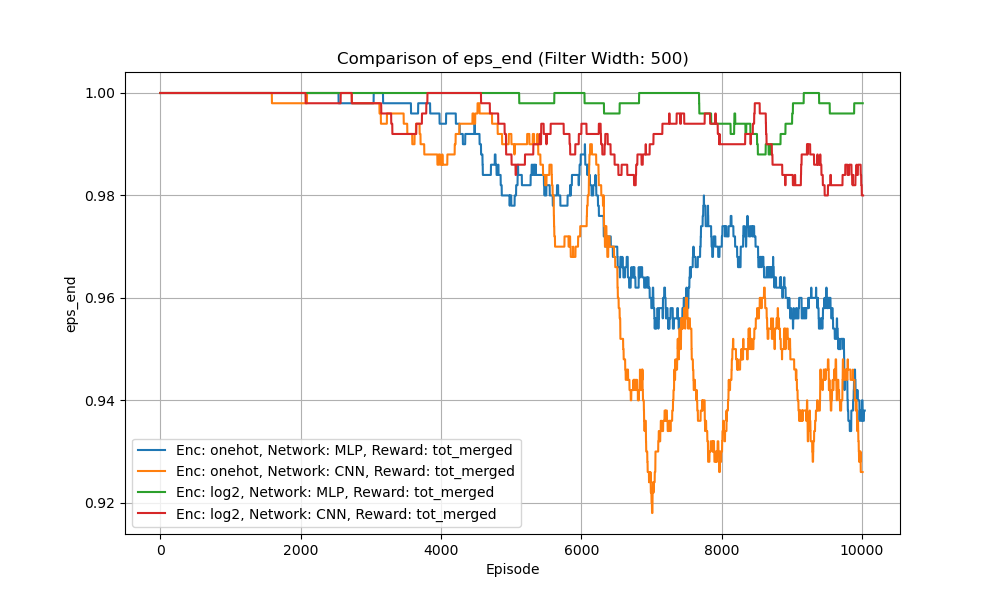 Comparison of eps_end (Filter Width: 500)
eps_end
1.00
0.98
0.96
0.94
0.92
Enc: onehot, Network: MLP, Reward: tot_merged
Enc: onehot, Network: CNN, Reward: tot_merged
Enc: log2, Network: MLP, Reward: tot_merged
Enc: log2, Network: CNN, Reward: tot_merged
0 2000 4000 6000 8000 10000
Episode